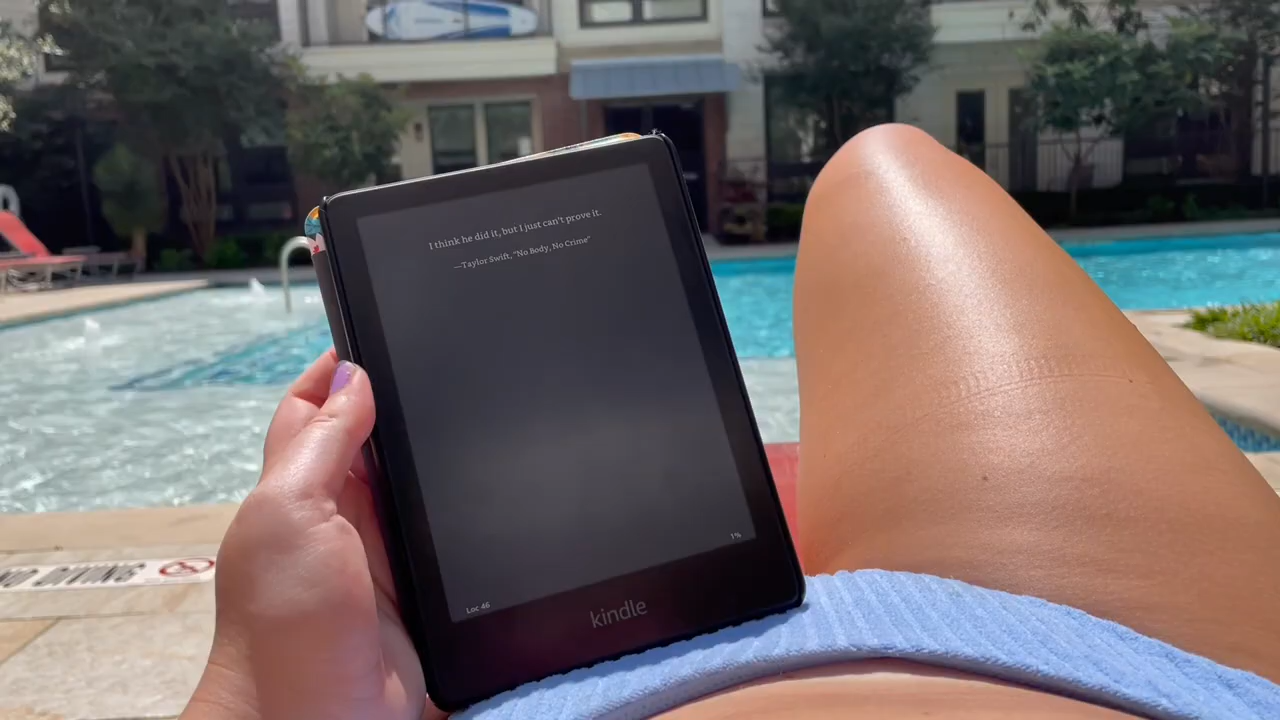 I think he did it, but I just can't prove it.
—Taylor Swift, "No Body, No Crime"
Loc 46
1%
kindle
NO DIVING